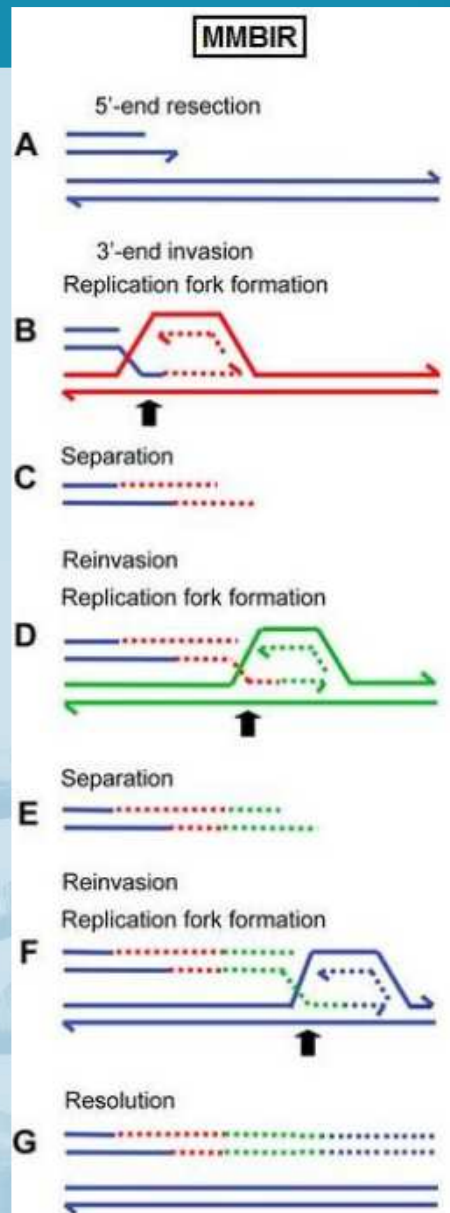 MMBIR
5'-end resection
A
3'-end invasion
Replication fork formation
B
Separation
C
Reinvasion
Replication fork formation
D
Separation
E
Reinvasion
Replication fork formation
F
Resolution
G